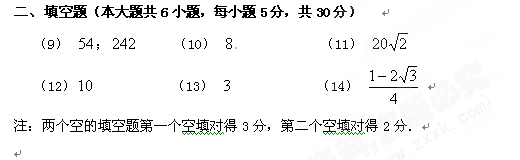 二、填空题（本大题共6小题，每小题5分，共30分）
（9） 54；242 （10） 8 （11） 20√2
（12）10 （13） 3 （14） (1-2√3)/4
注：两个空的填空题第一个空填对得3分，第二个空填对得2分．